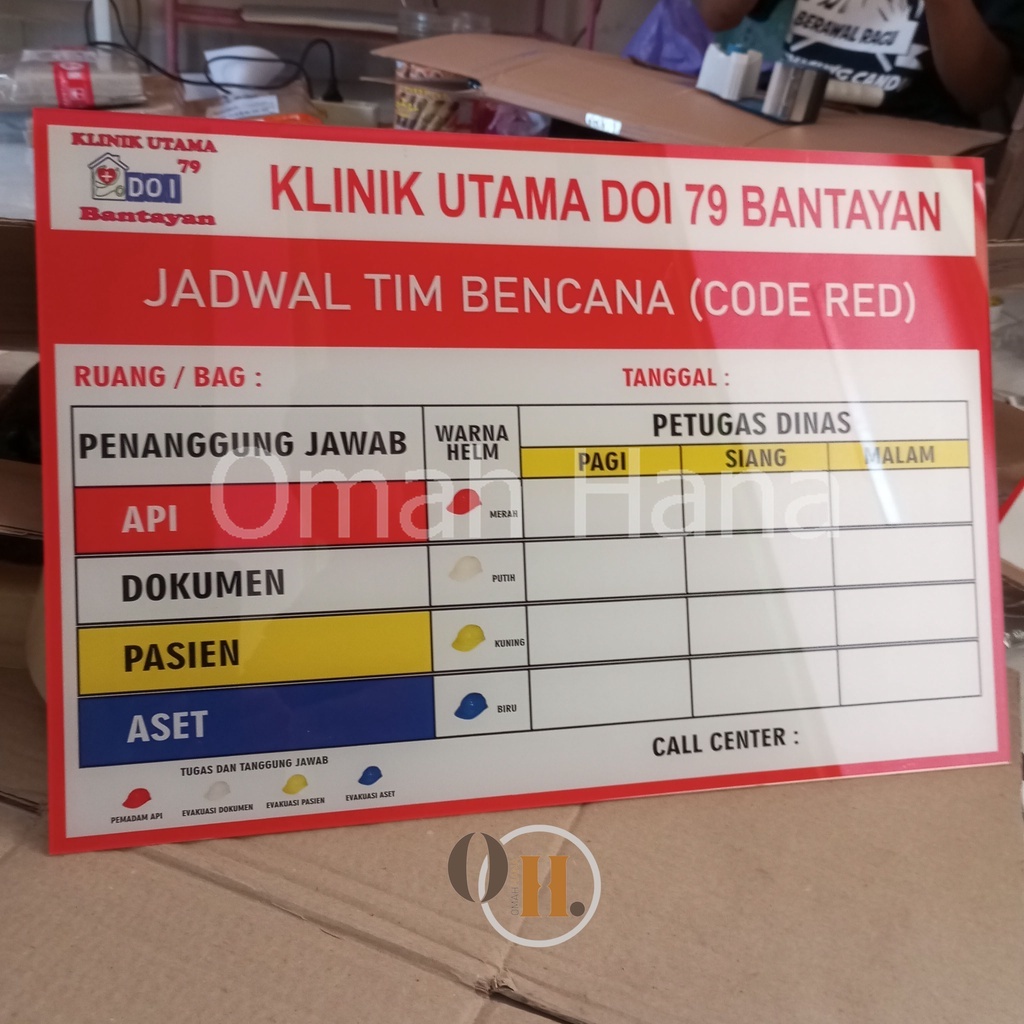 BERAWAL RAGU
KLINIK UTAMA
79
DOI
Bantayan
KLINIK UTAMA DOI 79 BANTAYAN
JADWAL TIM BENCANA (CODE RED)
RUANG / BAG :
TANGGAL :
PENANGGUNG JAWAB
WARNA
HELM
PETUGAS DINAS
PAGI SIANG MALAM
API
MERAH
DOKUMEN
PUTIH
PASIEN
KUNING
ASET
BIRU
Omah Hana
CALL CENTER :
TUGAS DAN TANGGUNG JAWAB
PEMADAM API EVAKUASI DOKUMEN EVAKUASI PASIEN EVAKUASI ASET
OH.
OMAH